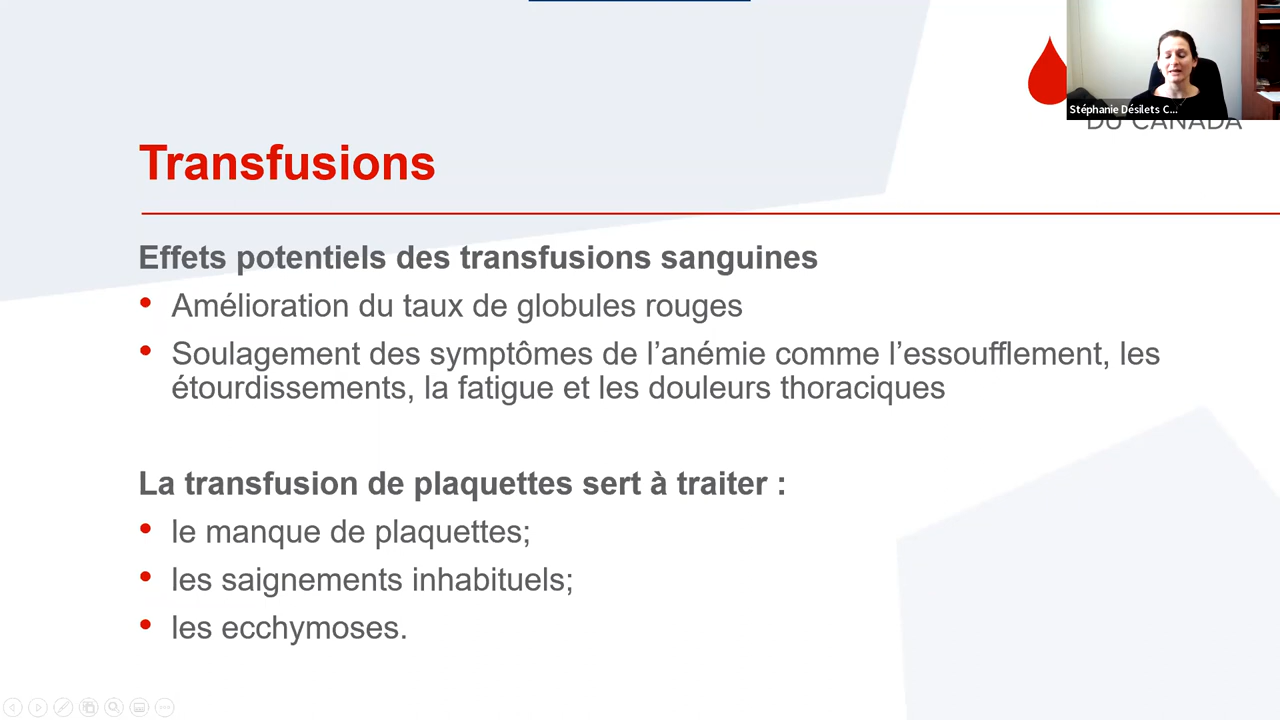 Stéphanie Désilets C...
DU CANADA
Transfusions
Effets potentiels des transfusions sanguines
• Amélioration du taux de globules rouges
• Soulagement des symptômes de l’anémie comme l’essoufflement, les
étourdissements, la fatigue et les douleurs thoraciques
La transfusion de plaquettes sert à traiter :
• le manque de plaquettes;
• les saignements inhabituels;
• les ecchymoses.